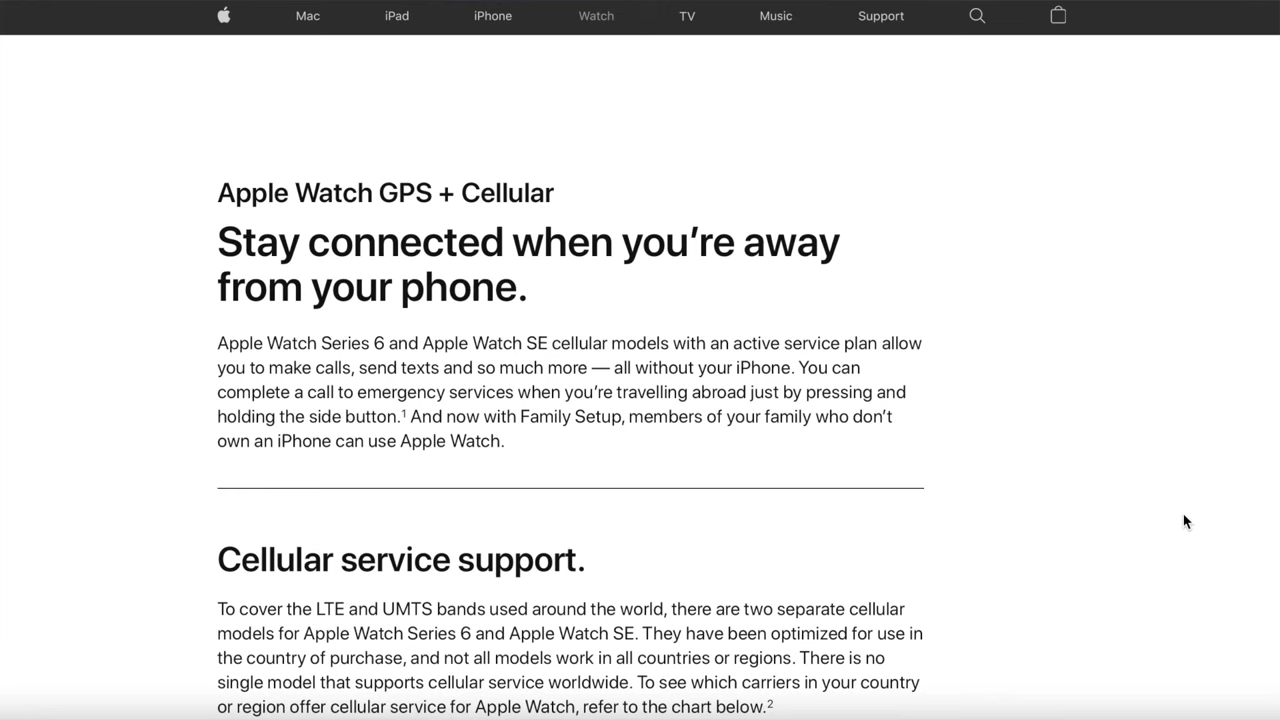 Mac iPad iPhone Watch TV Music Support
Apple Watch GPS + Cellular
Stay connected when you’re away
from your phone.
Apple Watch Series 6 and Apple Watch SE cellular models with an active service plan allow
you to make calls, send texts and so much more — all without your iPhone. You can
complete a call to emergency services when you’re travelling abroad just by pressing and
holding the side button.¹ And now with Family Setup, members of your family who don’t
own an iPhone can use Apple Watch.
Cellular service support.
To cover the LTE and UMTS bands used around the world, there are two separate cellular
models for Apple Watch Series 6 and Apple Watch SE. They have been optimized for use in
the country of purchase, and not all models work in all countries or regions. There is no
single model that supports cellular service worldwide. To see which carriers in your country
or region offer cellular service for Apple Watch, refer to the chart below.²